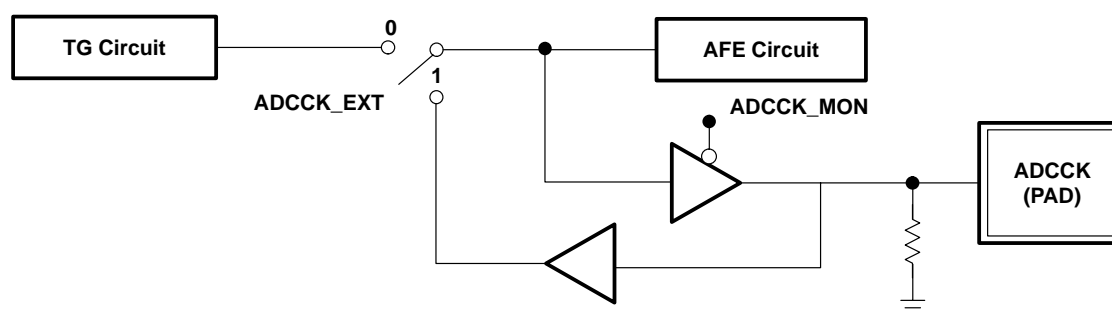 TG Circuit
0
AFE Circuit
1
ADCCK_EXT
ADCCK_MON
ADCCK
(PAD)